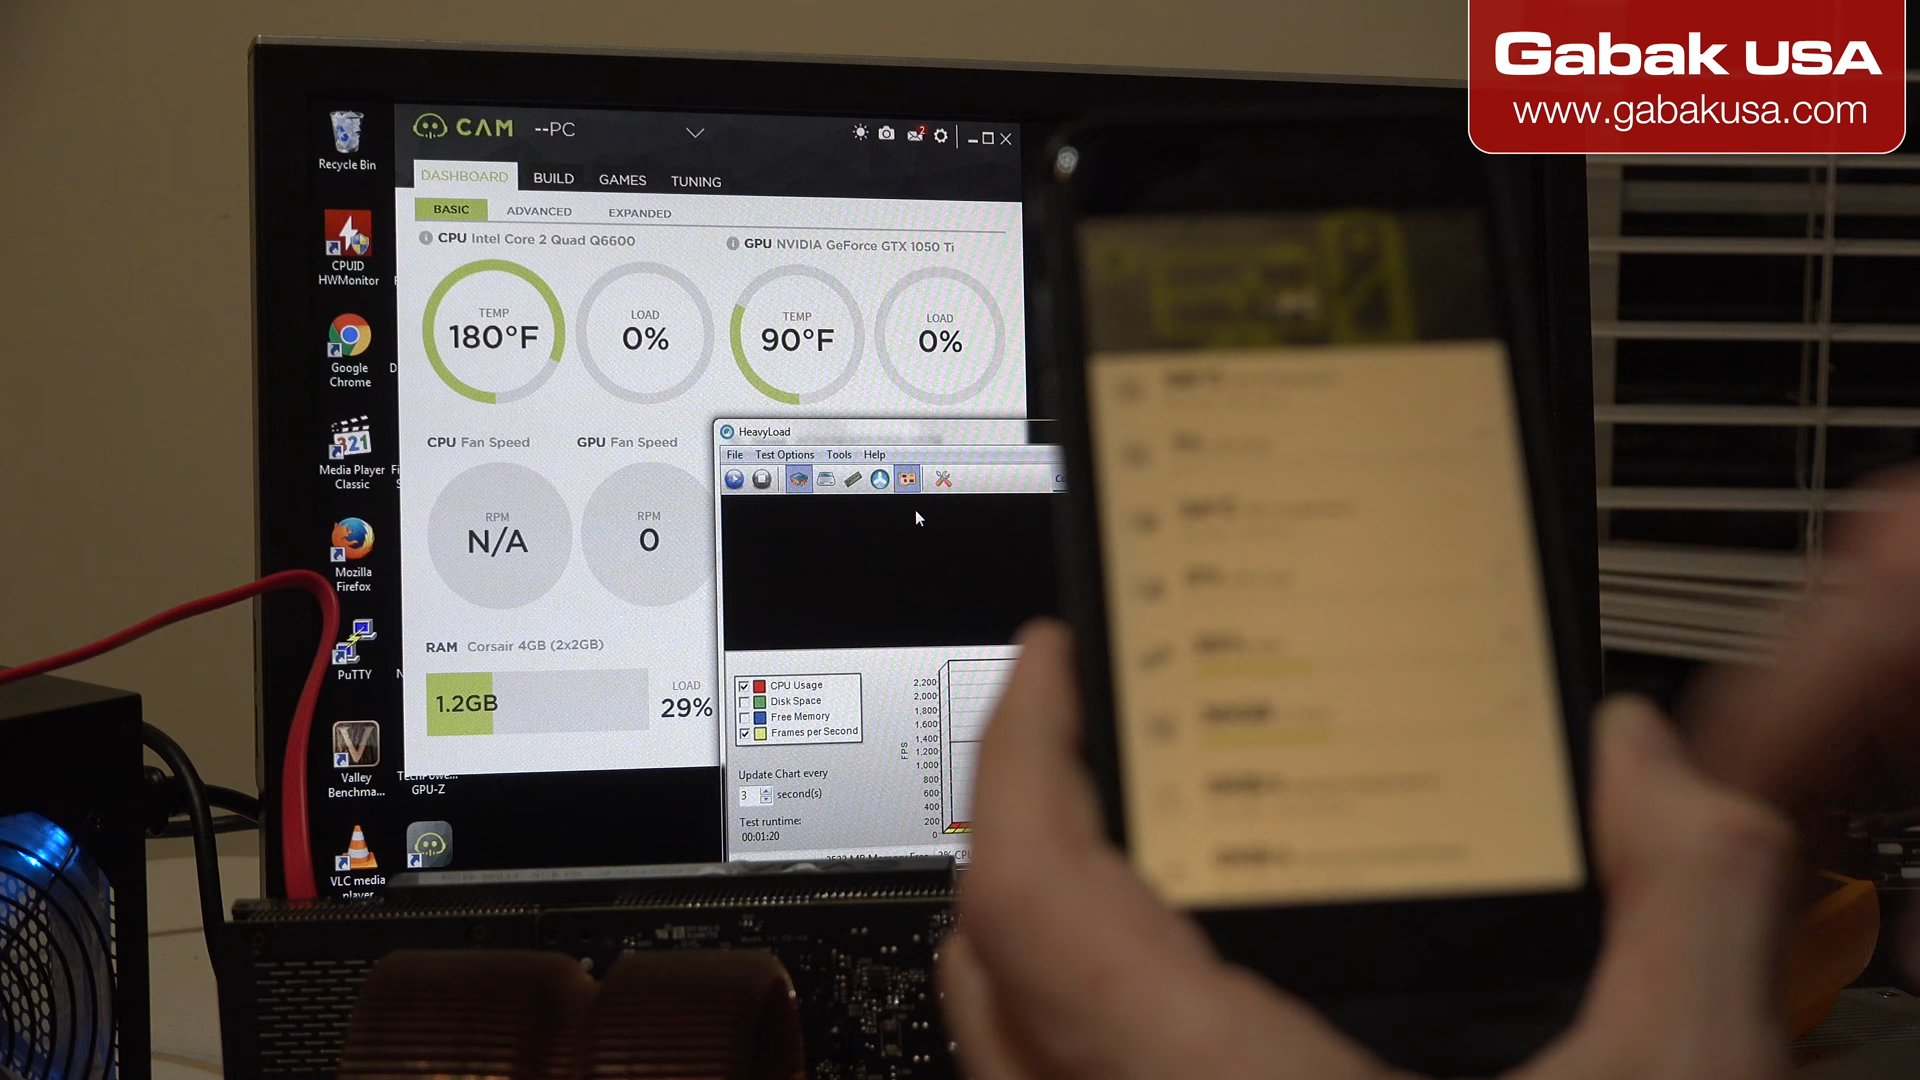 Gabak USA
www.gabakusa.com
CAM --PC
2
DASHBOARD BUILD GAMES TUNING
BASIC ADVANCED EXPANDED
CPU Intel Core 2 Quad Q6600
GPU NVIDIA GeForce GTX 1050 Ti
TEMP
180°F
LOAD
0%
TEMP
90°F
LOAD
0%
CPU Fan Speed
GPU Fan Speed
RPM
N/A
RPM
0
RAM Corsair 4GB (2x2GB)
1.2GB
LOAD
29%
Recycle Bin
CPUID
HWMonitor
Google
Chrome
321
Media Player
Classic
Mozilla
Firefox
PuTTY
Valley
Benchma...
GPU-Z
VLC media
player
HeavyLoad
File Test Options Tools Help
CPU Usage
Disk Space
Free Memory
Frames per Second
Update Chart every
3 second(s)
Test runtime:
00:01:20
FPS
2,200
2,000
1,800
1,600
1,400
1,200
1,000
800
600
400
200
0